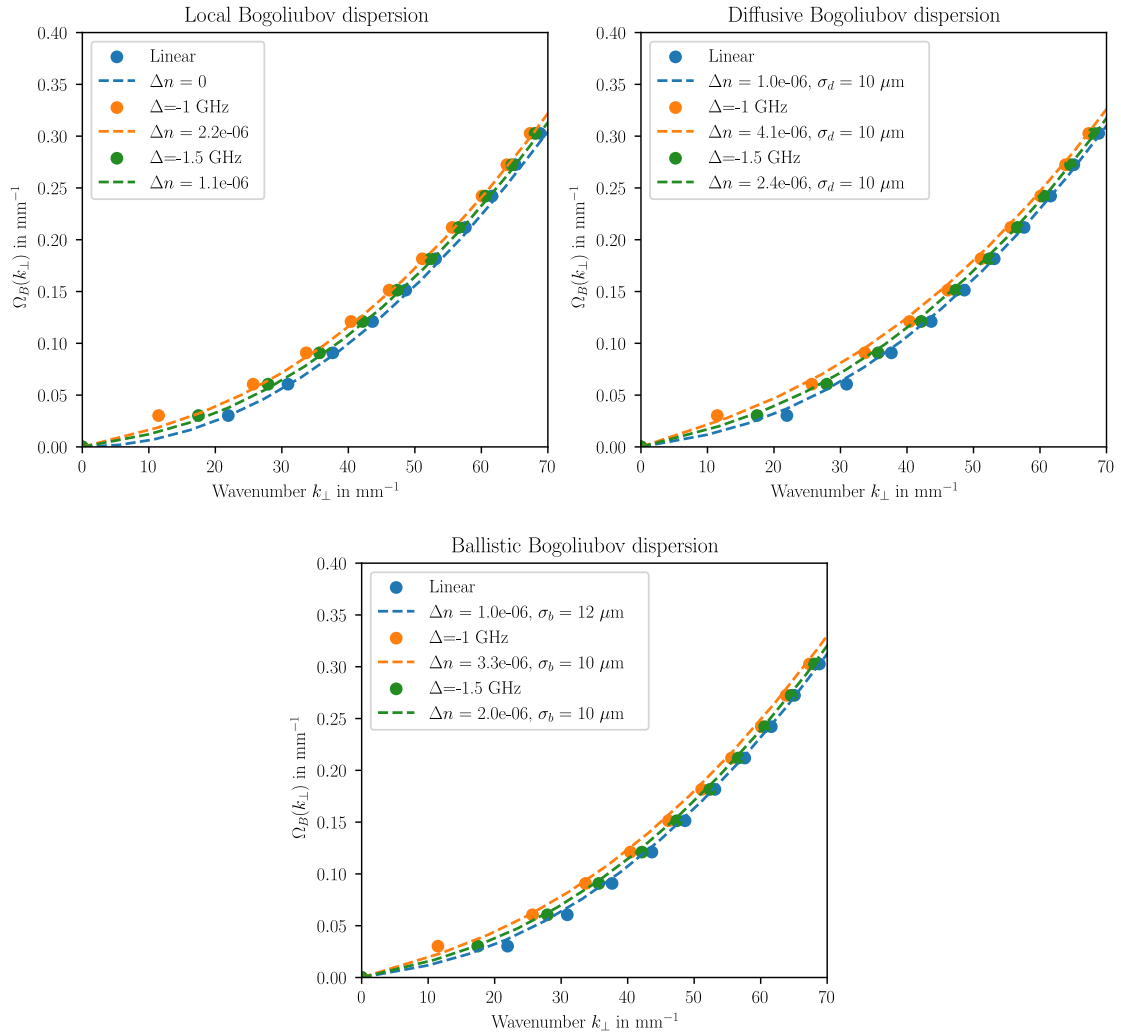 Local Bogoliubov dispersion
0.40
0.35
0.30
0.25
0.20
0.15
0.10
0.05
0.00
Ω_B(k_⊥) in mm⁻¹
Linear
Δn = 0
Δ=-1 GHz
Δn = 2.2e-06
Δ=-1.5 GHz
Δn = 1.1e-06
0 10 20 30 40 50 60 70
Wavenumber k_⊥ in mm⁻¹
Diffusive Bogoliubov dispersion
0.40
0.35
0.30
0.25
0.20
0.15
0.10
0.05
0.00
Ω_B(k_⊥) in mm⁻¹
Linear
Δn = 1.0e-06, σ_d = 10 μm
Δ=-1 GHz
Δn = 4.1e-06, σ_d = 10 μm
Δ=-1.5 GHz
Δn = 2.4e-06, σ_d = 10 μm
0 10 20 30 40 50 60 70
Wavenumber k_⊥ in mm⁻¹
Ballistic Bogoliubov dispersion
0.40
0.35
0.30
0.25
0.20
0.15
0.10
0.05
0.00
Ω_B(k_⊥) in mm⁻¹
Linear
Δn = 1.0e-06, σ_b = 12 μm
Δ=-1 GHz
Δn = 3.3e-06, σ_b = 10 μm
Δ=-1.5 GHz
Δn = 2.0e-06, σ_b = 10 μm
0 10 20 30 40 50 60 70
Wavenumber k_⊥ in mm⁻¹